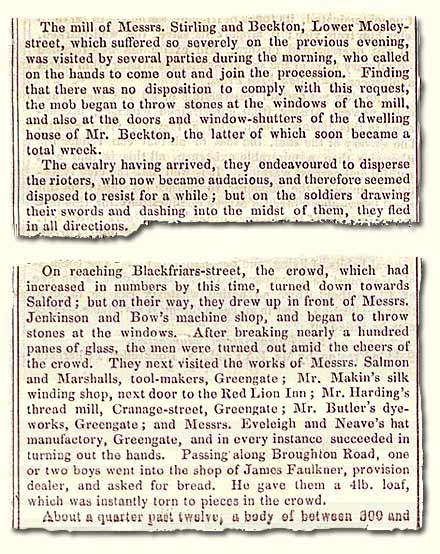 The mill of Messrs. Stirling and Beckton, Lower Mosley-
street, which suffered so severely on the previous evening,
was visited by several parties during the morning, who called
on the hands to come out and join the procession. Finding
that there was no disposition to comply with this request,
the mob began to throw stones at the windows of the mill,
and also at the doors and window-shutters of the dwelling
house of Mr. Beckton, the latter of which soon became a
total wreck.
The cavalry having arrived, they endeavoured to disperse
the rioters, who now became audacious, and therefore seemed
disposed to resist for a while; but on the soldiers drawing
their swords and dashing into the midst of them, they fled
in all directions.
On reaching Blackfriars-street, the crowd, which had
increased in numbers by this time, turned down towards
Salford; but on their way, they drew up in front of Messrs.
Jenkinson and Bow's machine shop, and began to throw
stones at the windows. After breaking nearly a hundred
panes of glass, the men were turned out amid the cheers of
the crowd. They next visited the works of Messrs. Salmon
and Marshalls, tool-makers, Greengate; Mr. Makin's silk
winding shop, next door to the Red Lion Inn; Mr. Harding's
thread mill, Cranage-street, Greengate; Mr. Butler's dye-
works, Greengate; and Messrs. Eveleigh and Neave's hat
manufactory, Greengate, and in every instance succeeded in
turning out the hands. Passing along Broughton Road, one
or two boys went into the shop of James Faulkner, provision
dealer, and asked for bread. He gave them a 4lb. loaf,
which was instantly torn to pieces in the crowd.
About a quarter past twelve, a body of between 300 and